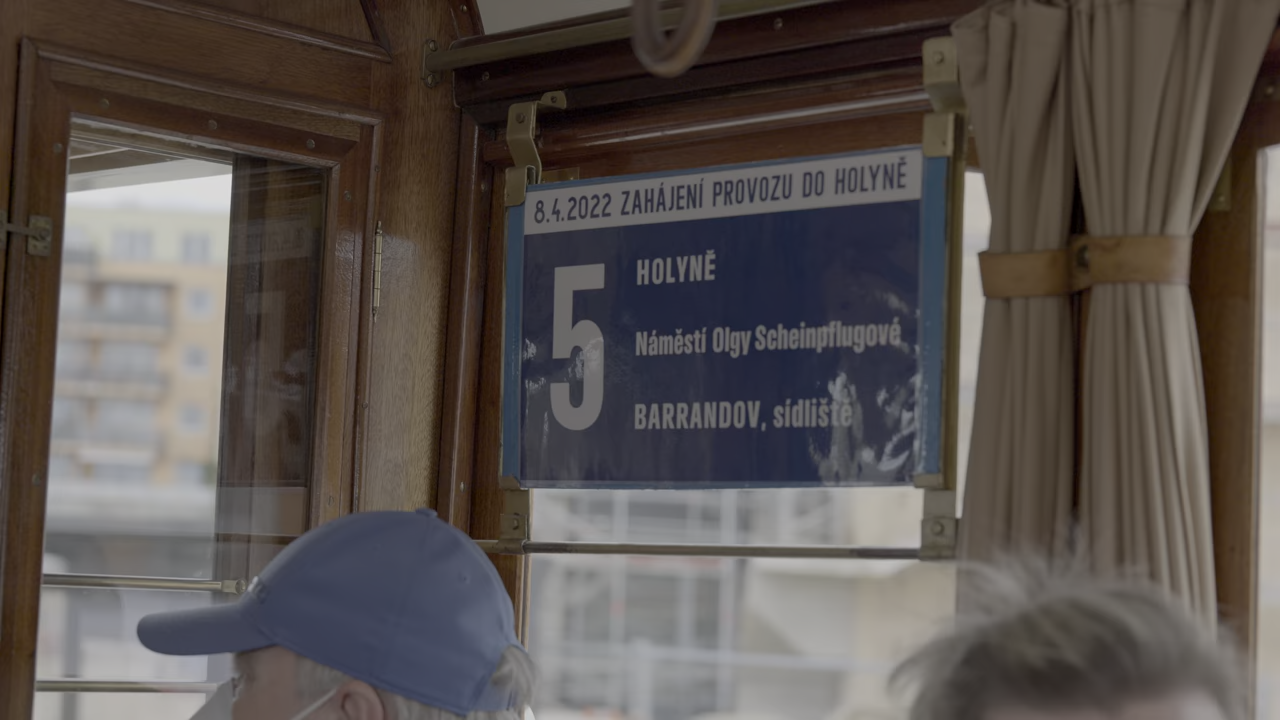 8.4.2022 ZAHÁJENÍ PROVOZU DO HOLYNĚ
5
HOLYNĚ
Náměstí Olgy Scheinpflugové
BARRANDOV, sídliště